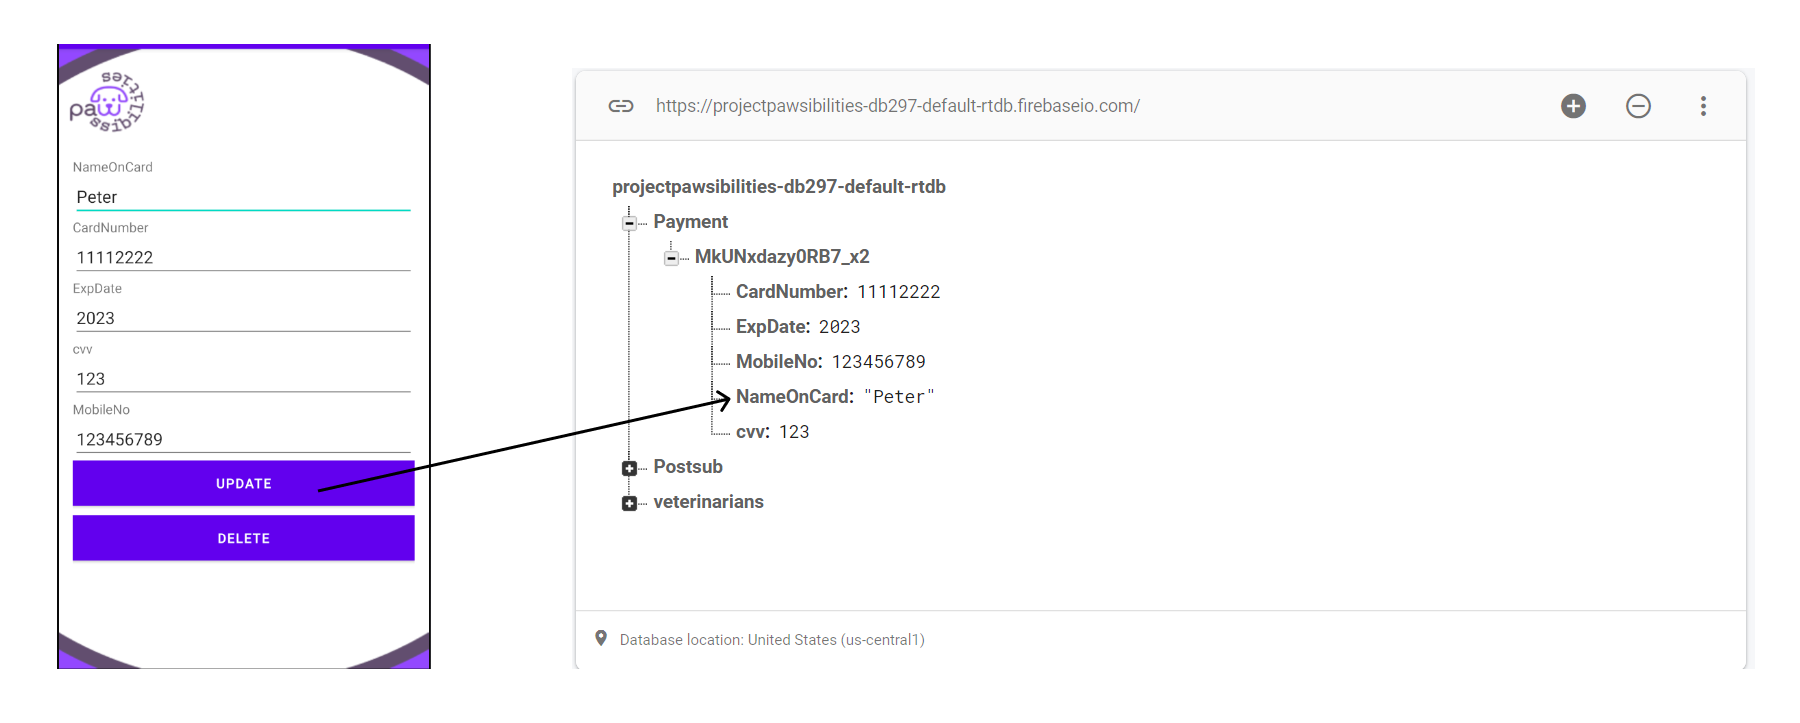 pawssibilities
NameOnCard
Peter
CardNumber
11112222
ExpDate
2023
cvv
123
MobileNo
123456789
UPDATE
DELETE
https://projectpawsibilities-db297-default-rtdb.firebaseio.com/
projectpawsibilities-db297-default-rtdb
Payment
MkUNxdazy0RB7_x2
CardNumber: 11112222
ExpDate: 2023
MobileNo: 123456789
NameOnCard: "Peter"
cvv: 123
Postsub
veterinarians
Database location: United States (us-central1)